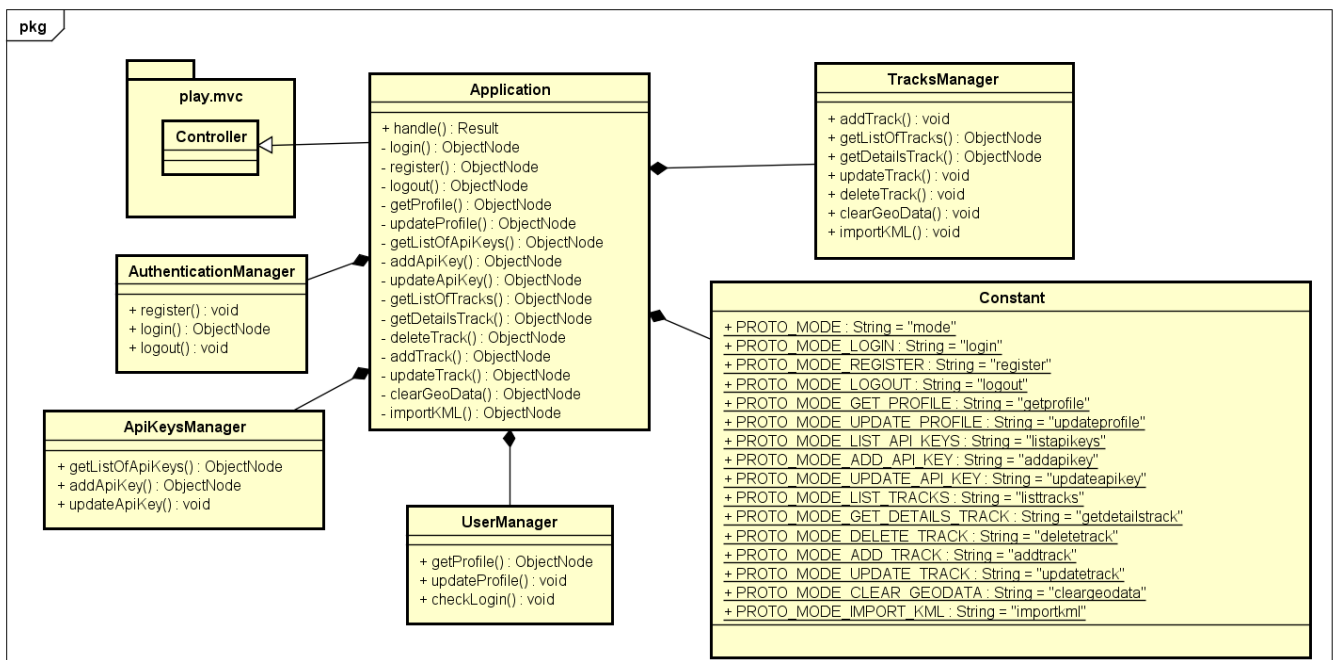 pkg
play.mvc
Controller
Application
+ handle() : Result
- login() : ObjectNode
- register() : ObjectNode
- logout() : ObjectNode
- getProfile() : ObjectNode
- updateProfile() : ObjectNode
- getListOfApiKeys() : ObjectNode
- addApiKey() : ObjectNode
- updateApiKey() : ObjectNode
- getListOfTracks() : ObjectNode
- getDetailsTrack() : ObjectNode
- deleteTrack() : ObjectNode
- addTrack() : ObjectNode
- updateTrack() : ObjectNode
- clearGeoData() : ObjectNode
- importKML() : ObjectNode
TracksManager
+ addTrack() : void
+ getListOfTracks() : ObjectNode
+ getDetailsTrack() : ObjectNode
+ updateTrack() : void
+ deleteTrack() : void
+ clearGeoData() : void
+ importKML() : void
AuthenticationManager
+ register() : void
+ login() : ObjectNode
+ logout() : void
ApiKeysManager
+ getListOfApiKeys() : ObjectNode
+ addApiKey() : ObjectNode
+ updateApiKey() : void
UserManager
+ getProfile() : ObjectNode
+ updateProfile() : void
+ checkLogin() : void
Constant
+ PROTO_MODE : String = "mode"
+ PROTO_MODE_LOGIN : String = "login"
+ PROTO_MODE_REGISTER : String = "register"
+ PROTO_MODE_LOGOUT : String = "logout"
+ PROTO_MODE_GET_PROFILE : String = "getprofile"
+ PROTO_MODE_UPDATE_PROFILE : String = "updateprofile"
+ PROTO_MODE_LIST_API_KEYS : String = "listapikeys"
+ PROTO_MODE_ADD_API_KEY : String = "addapikey"
+ PROTO_MODE_UPDATE_API_KEY : String = "updateapikey"
+ PROTO_MODE_LIST_TRACKS : String = "listtracks"
+ PROTO_MODE_GET_DETAILS_TRACK : String = "getdetailstrack"
+ PROTO_MODE_DELETE_TRACK : String = "deletetrack"
+ PROTO_MODE_ADD_TRACK : String = "addtrack"
+ PROTO_MODE_UPDATE_TRACK : String = "updatetrack"
+ PROTO_MODE_CLEAR_GEODATA : String = "cleargeodata"
+ PROTO_MODE_IMPORT_KML : String = "importkml"